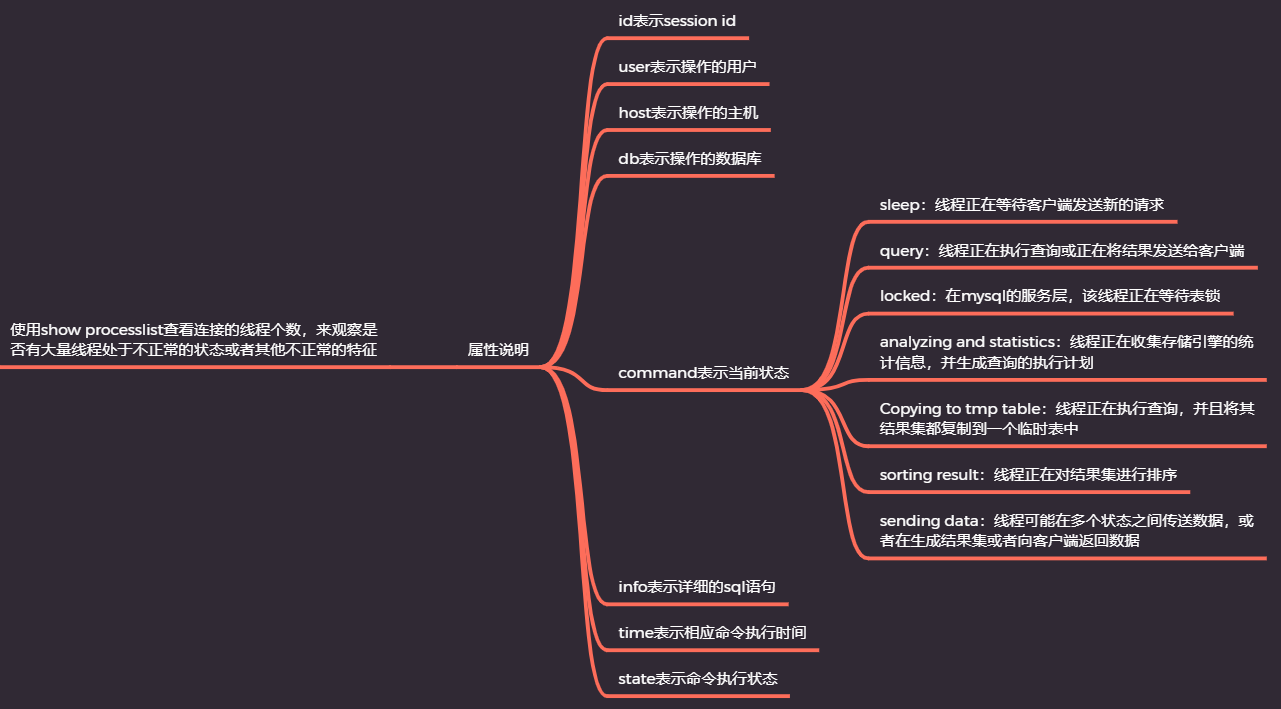 id表示session id
user表示操作的用户
host表示操作的主机
db表示操作的数据库
使用show processlist查看连接的线程个数，来观察是
否有大量线程处于不正常的状态或者其他不正常的特征
属性说明
command表示当前状态
sleep：线程正在等待客户端发送新的请求
query：线程正在执行查询或正在将结果发送给客户端
locked：在mysql的服务层，该线程正在等待表锁
analyzing and statistics：线程正在收集存储引擎的统
计信息，并生成查询的执行计划
Copying to tmp table：线程正在执行查询，并且将其
结果集都复制到一个临时表中
sorting result：线程正在对结果集进行排序
sending data：线程可能在多个状态之间传送数据，或
者在生成结果集或者向客户端返回数据
info表示详细的sql语句
time表示相应命令执行时间
state表示命令执行状态